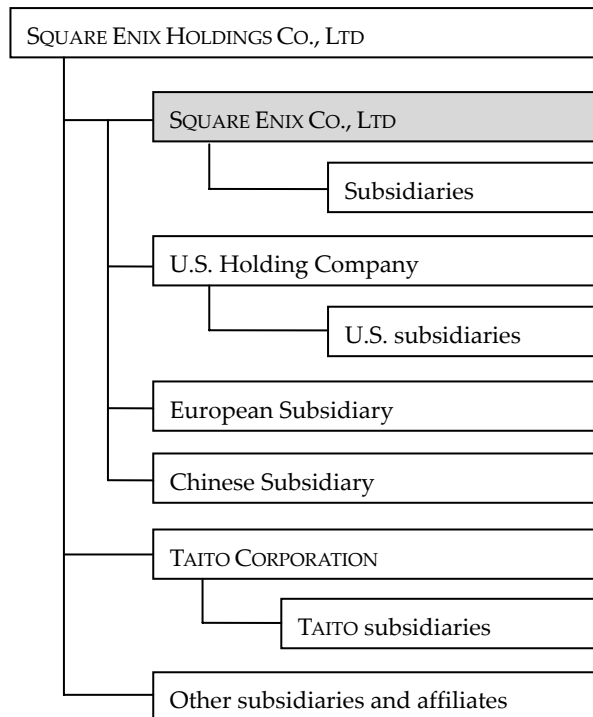 SQUARE ENIX HOLDINGS CO., LTD
SQUARE ENIX CO., LTD
Subsidiaries
U.S. Holding Company
U.S. subsidiaries
European Subsidiary
Chinese Subsidiary
TAITO CORPORATION
TAITO subsidiaries
Other subsidiaries and affiliates